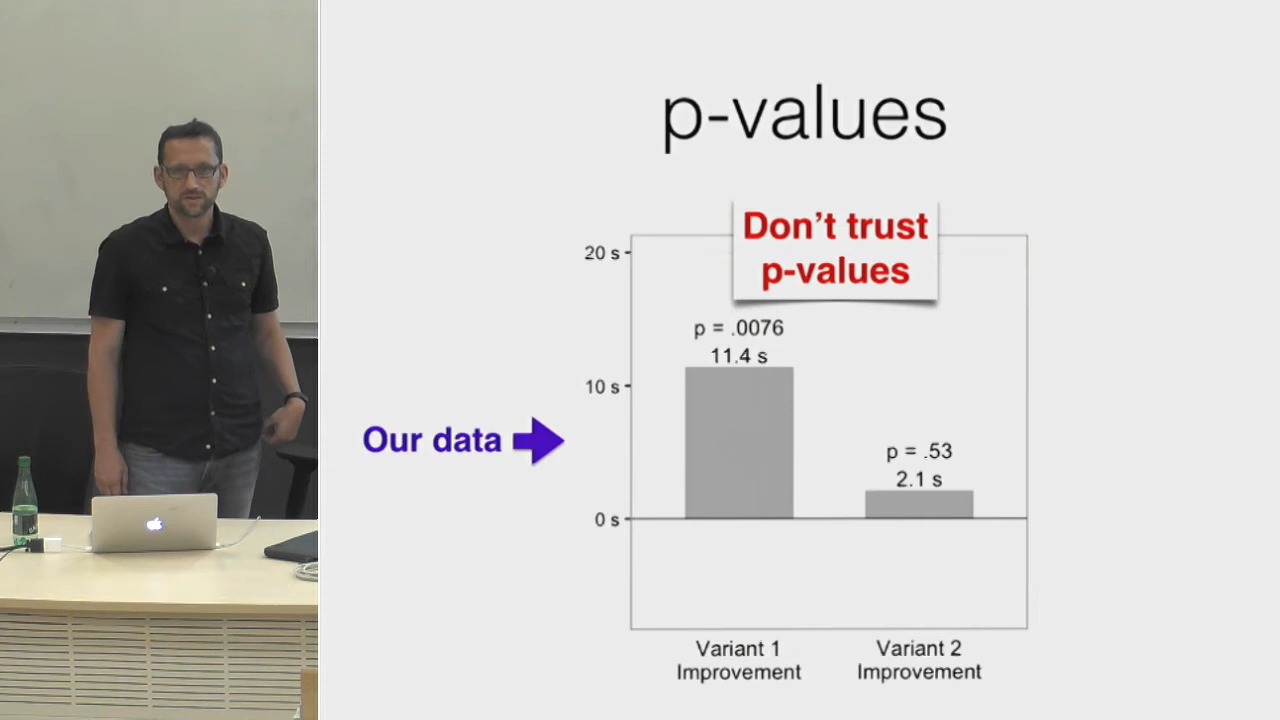 p-values
Don't trust
p-values
20 s
p = .0076
11.4 s
10 s
Our data
p = .53
2.1 s
0 s
Variant 1
Improvement
Variant 2
Improvement